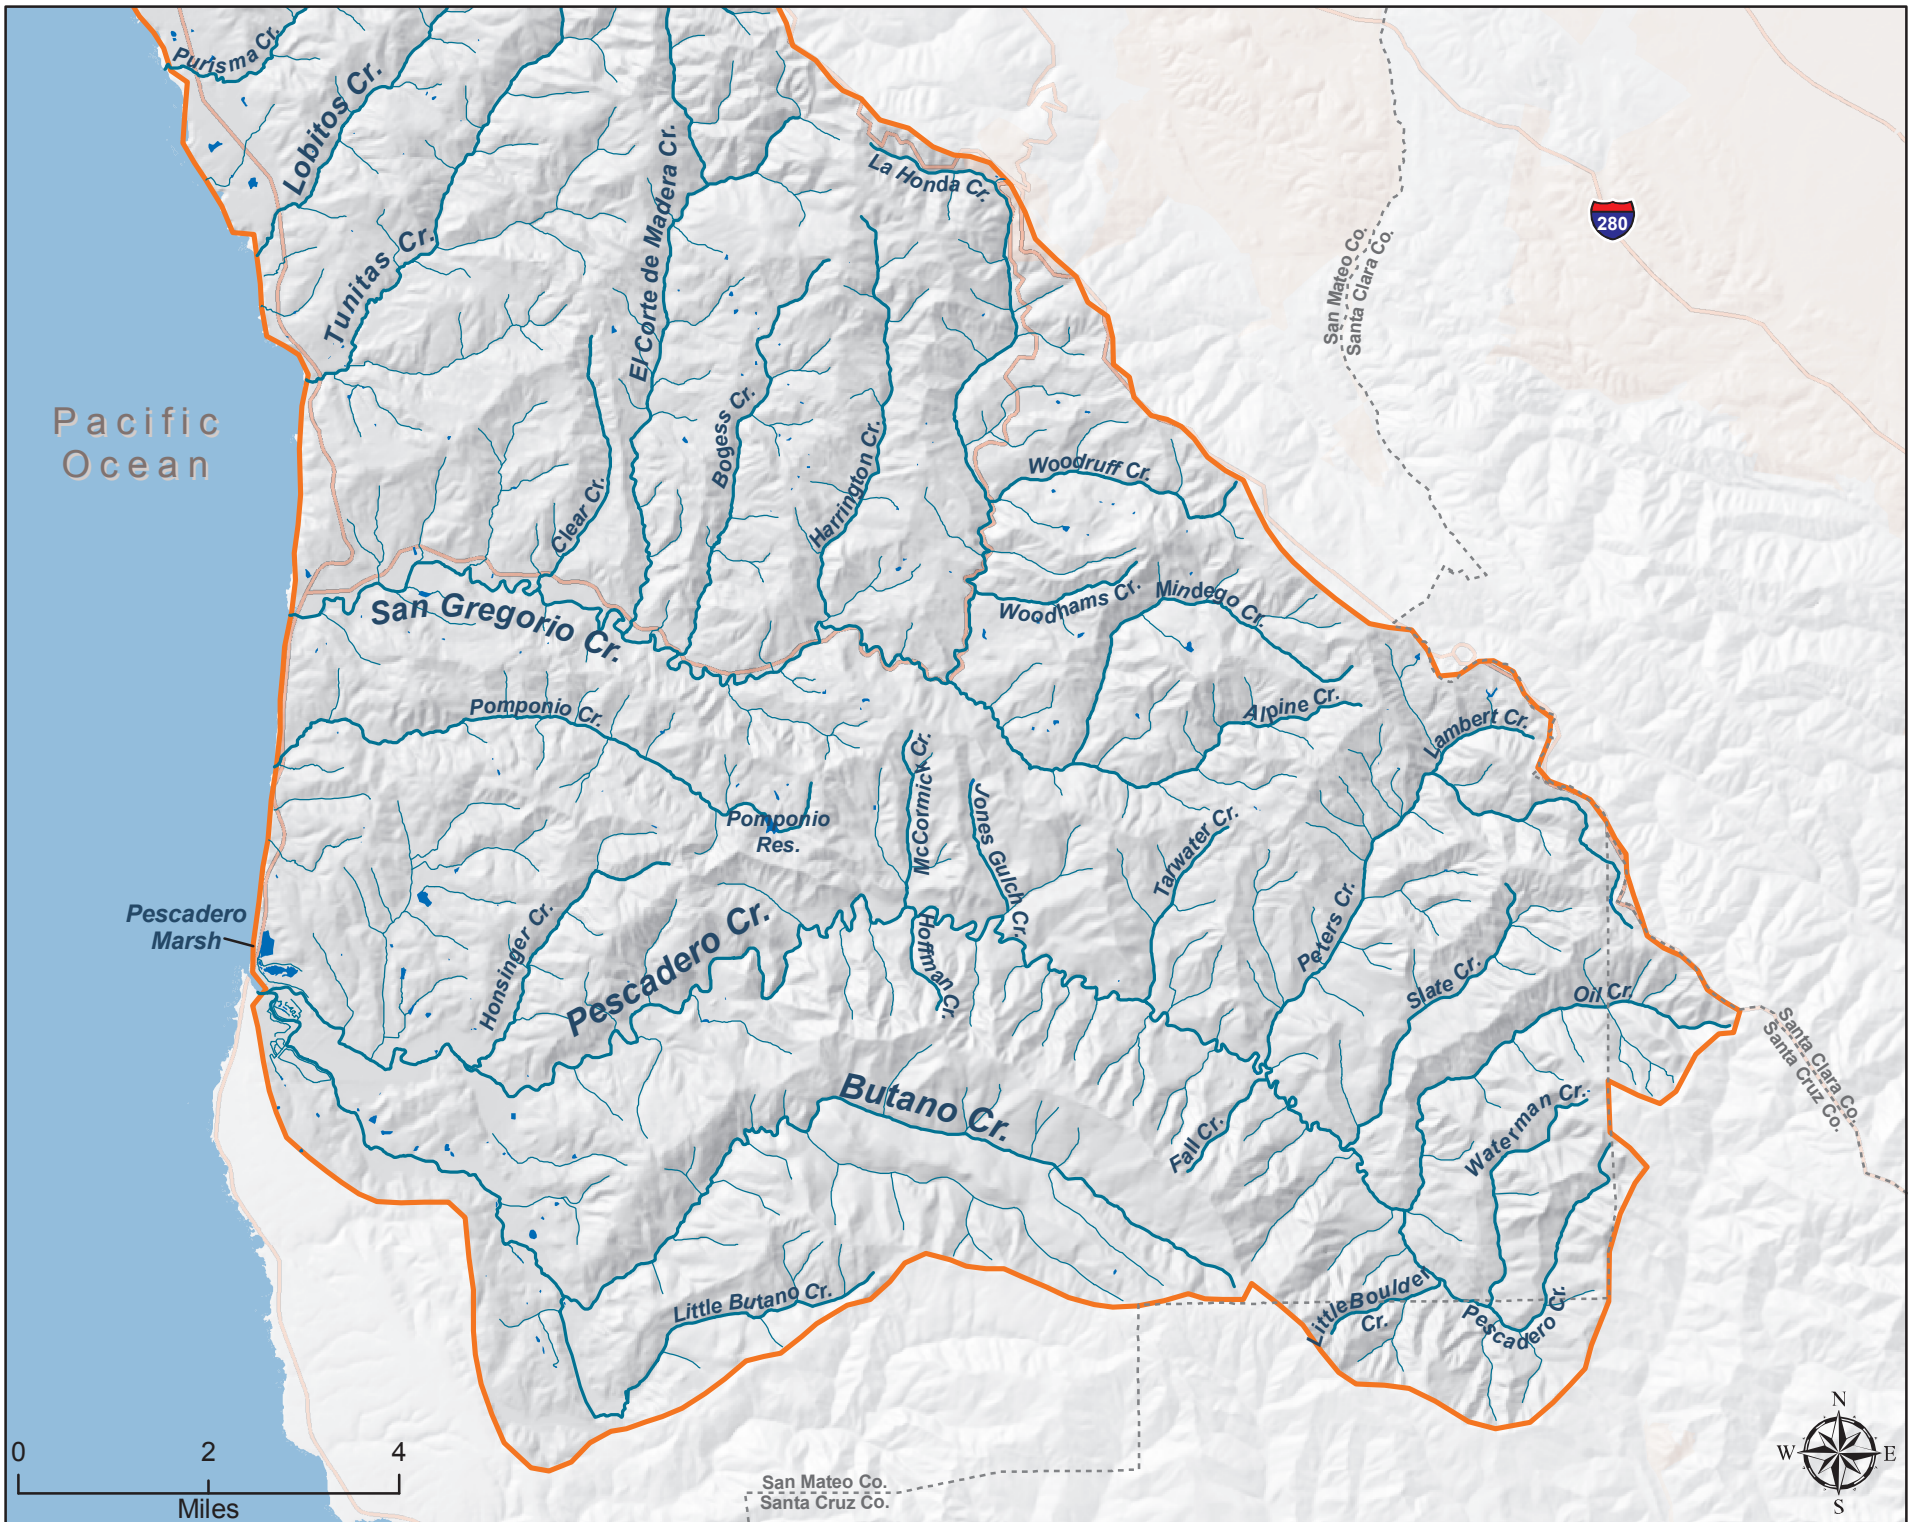 Purisma Cr.
Lobitos Cr.
Tunitas Cr.
El Corte de Madera Cr.
La Honda Cr.
280
San Mateo Co.
Santa Clara Co.
Pacific
Ocean
Clear Cr.
Bogess Cr.
Harrington Cr.
Woodruff Cr.
San Gregorio Cr.
Woodhams Cr.
Mindego Cr.
Pomponio Cr.
Alpine Cr.
Lambert Cr.
McCormick Cr.
Jones Gulch Cr.
Pomponio
Res.
Tarwater Cr.
Peters Cr.
Pescadero
Marsh
Honsinger Cr.
Pescadero Cr.
Hoffman Cr.
Slate Cr.
Oil Cr.
Santa Clara Co.
Santa Cruz Co.
Butano Cr.
Fall Cr.
Waterman Cr.
Little Butano Cr.
Little Boulder
Cr.
Pescadero Cr.
0 2 4
Miles
San Mateo Co.
Santa Cruz Co.
N
W E
S